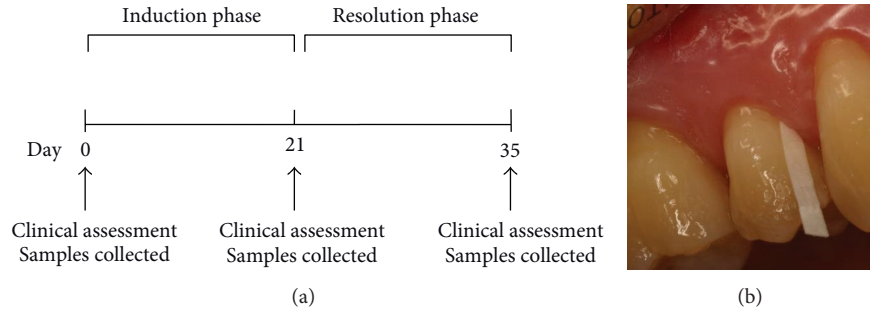 Induction phase
Resolution phase
Day
0
21
35
Clinical assessment
Samples collected
Clinical assessment
Samples collected
Clinical assessment
Samples collected
(a)
(b)